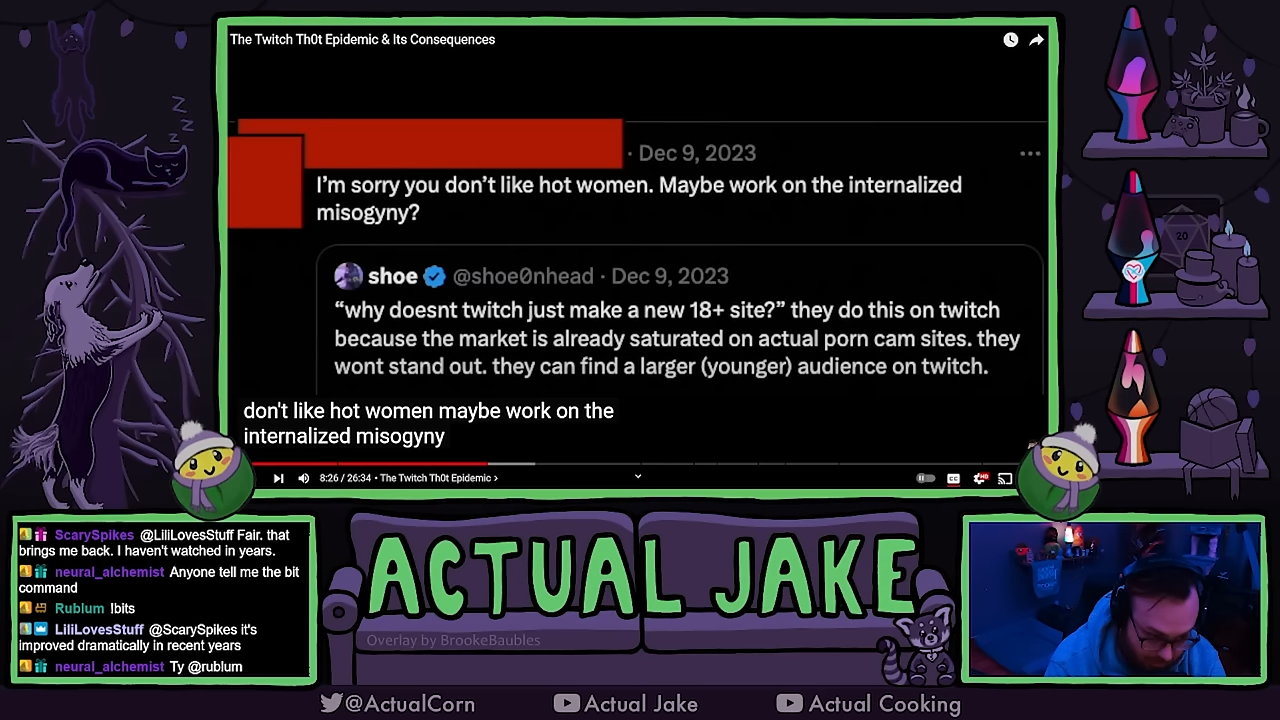 The Twitch Th0t Epidemic & Its Consequences
· Dec 9, 2023
I'm sorry you don't like hot women. Maybe work on the internalized
misogyny?
shoe @shoe0nhead · Dec 9, 2023
“why doesnt twitch just make a new 18+ site?” they do this on twitch
because the market is already saturated on actual porn cam sites. they
wont stand out. they can find a larger (younger) audience on twitch.
don't like hot women maybe work on the
internalized misogyny
8:26 / 26:34 • The Twitch Th0t Epidemic ›
CC
HD
20
ScarySpikes @LiliLovesStuff Fair. that
brings me back. I haven't watched in years.
neural_alchemist Anyone tell me the bit
command
Rublum !bits
LiliLovesStuff @ScarySpikes it's
improved dramatically in recent years
neural_alchemist Ty @rublum
ACTUAL JAKE
Overlay by BrookeBaubles
@ActualCorn
Actual Jake
Actual Cooking